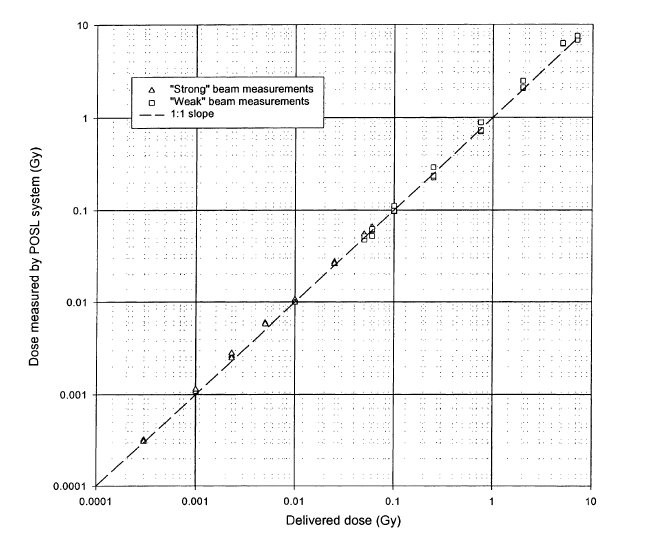 10
"Strong" beam measurements
"Weak" beam measurements
1:1 slope
1
0.1
0.01
0.001
0.0001
0.0001 0.001 0.01 0.1 1 10
Dose measured by POSL system (Gy)
Delivered dose (Gy)